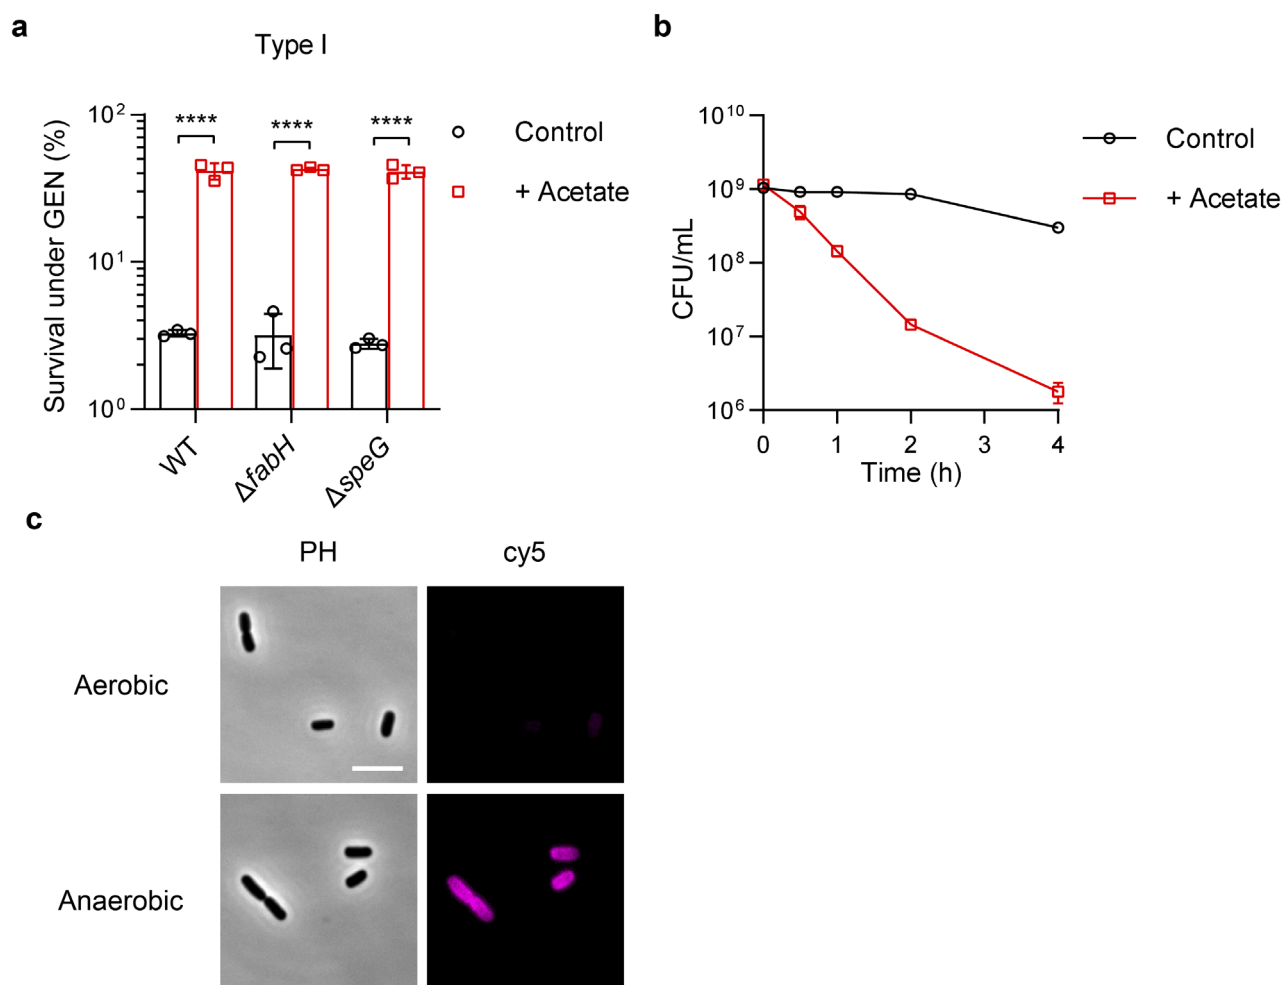 a
Type I
Survival under GEN (%)
10²
10¹
10⁰
****
****
****
Control
+ Acetate
WT
ΔfabH
ΔspeG
b
CFU/mL
10¹⁰
10⁹
10⁸
10⁷
10⁶
0 1 2 3 4
Time (h)
Control
+ Acetate
c
PH cy5
Aerobic
Anaerobic